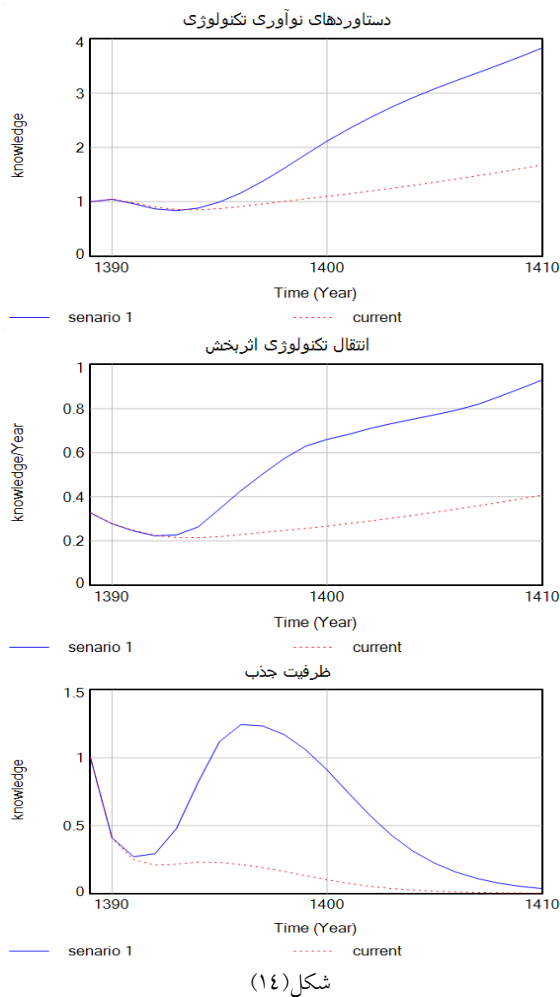 دستاوردهای نوآوری تکنولوژی
4
3
2
1
0
knowledge
1390 1400 1410
Time (Year)
senario 1 current
انتقال تکنولوژی اثربخش
1
0.8
0.6
0.4
0.2
0
knowledge/Year
1390 1400 1410
Time (Year)
senario 1 current
ظرفیت جذب
1.5
1
0.5
0
knowledge
1390 1400 1410
Time (Year)
senario 1 current
شکل(١٤)